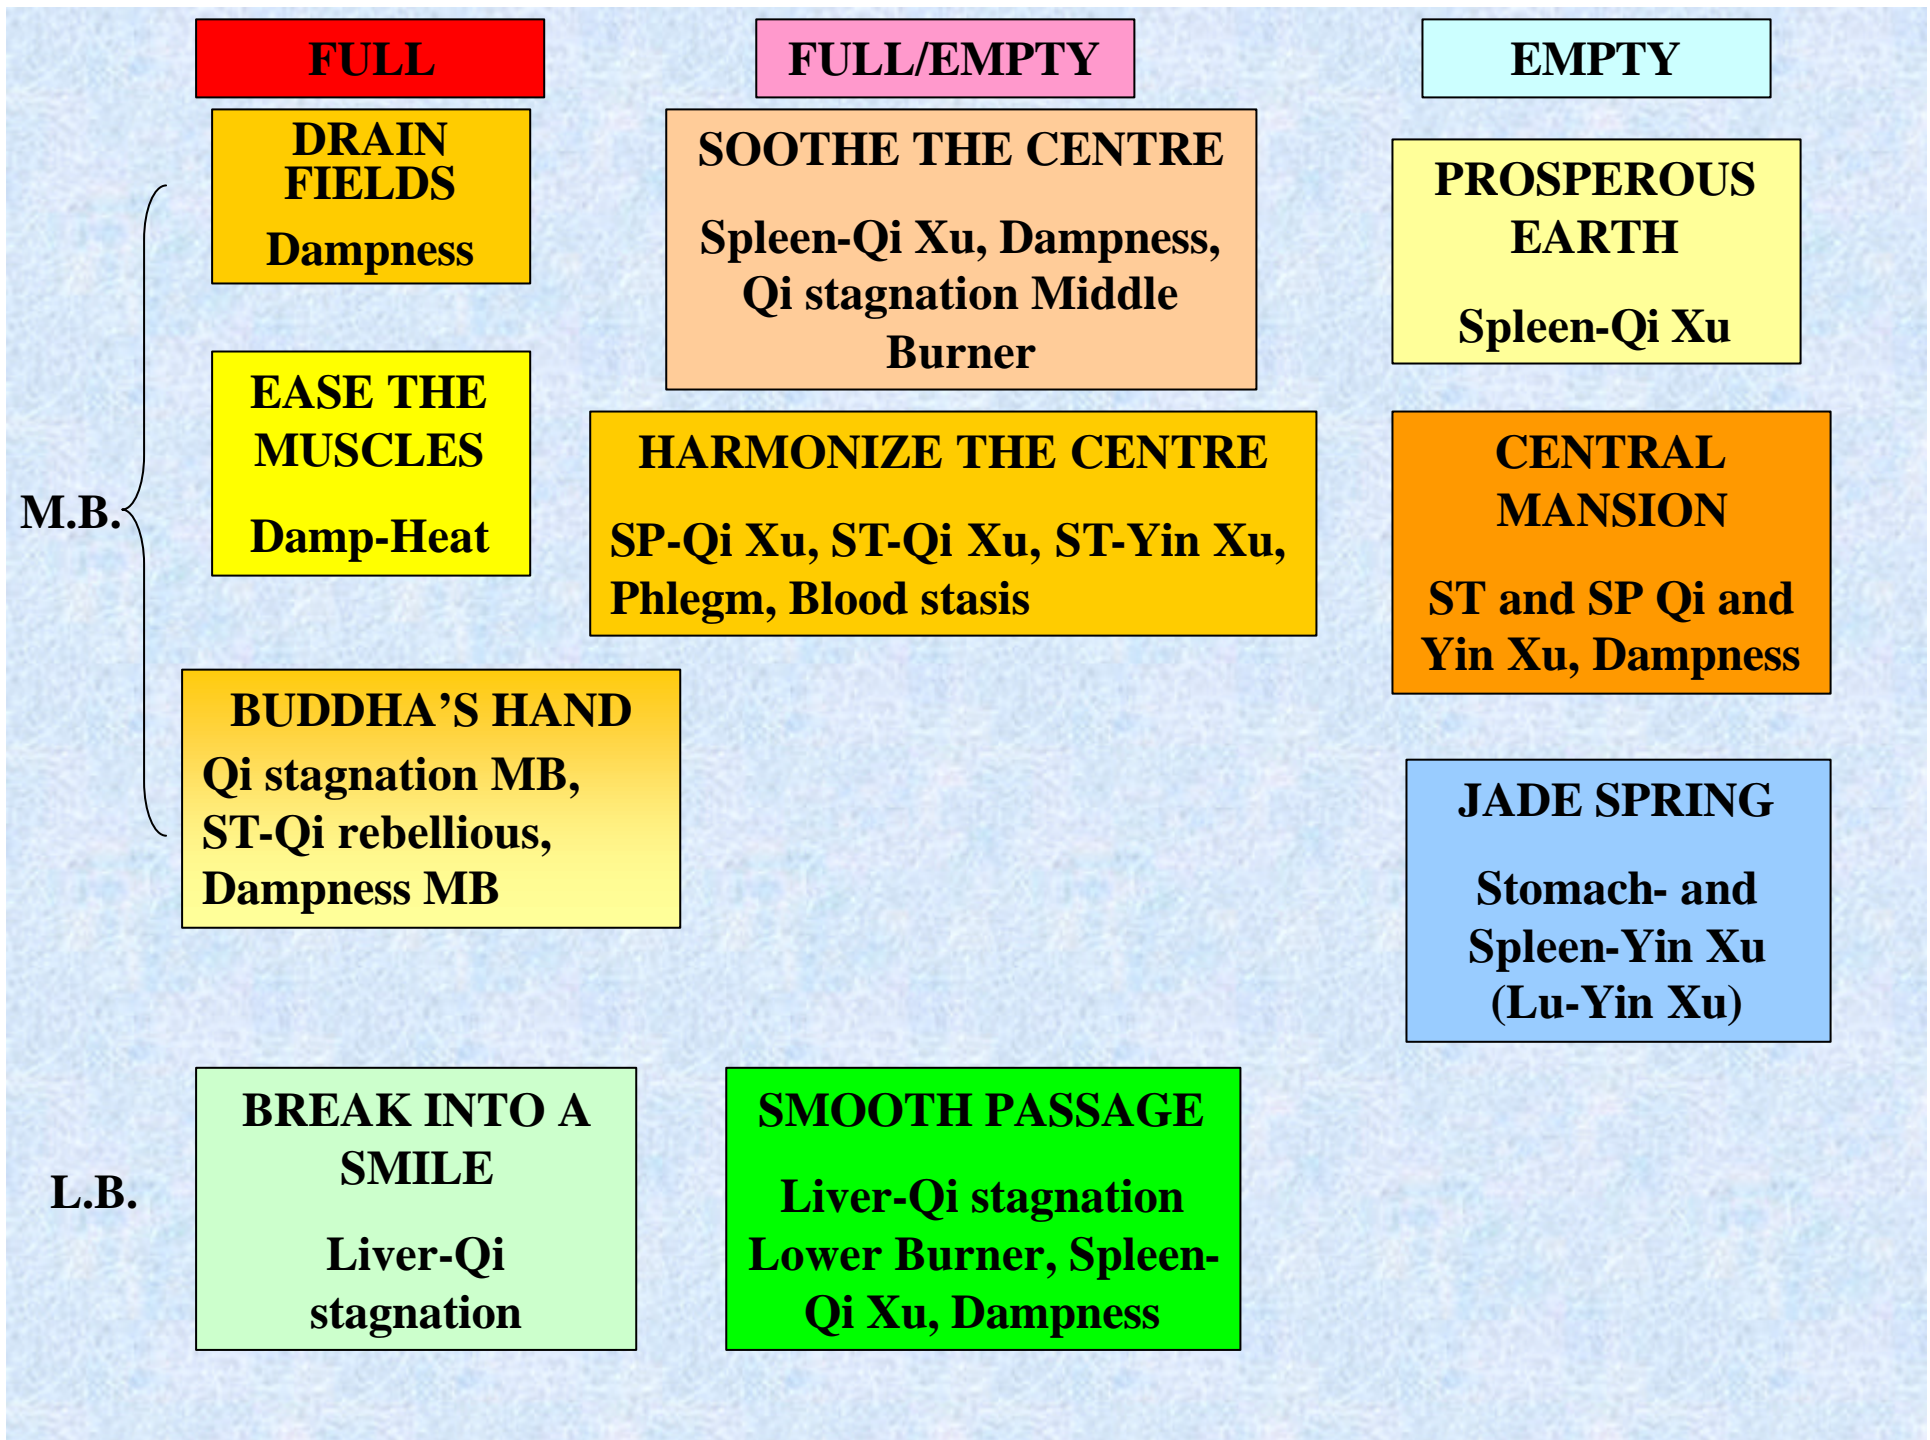 FULL
FULL/EMPTY
EMPTY
M.B.
DRAIN
FIELDS
Dampness
SOOTHE THE CENTRE
Spleen-Qi Xu, Dampness,
Qi stagnation Middle
Burner
PROSPEROUS
EARTH
Spleen-Qi Xu
EASE THE
MUSCLES
Damp-Heat
HARMONIZE THE CENTRE
SP-Qi Xu, ST-Qi Xu, ST-Yin Xu,
Phlegm, Blood stasis
CENTRAL
MANSION
ST and SP Qi and
Yin Xu, Dampness
BUDDHA’S HAND
Qi stagnation MB,
ST-Qi rebellious,
Dampness MB
JADE SPRING
Stomach- and
Spleen-Yin Xu
(Lu-Yin Xu)
L.B.
BREAK INTO A
SMILE
Liver-Qi
stagnation
SMOOTH PASSAGE
Liver-Qi stagnation
Lower Burner, Spleen-
Qi Xu, Dampness